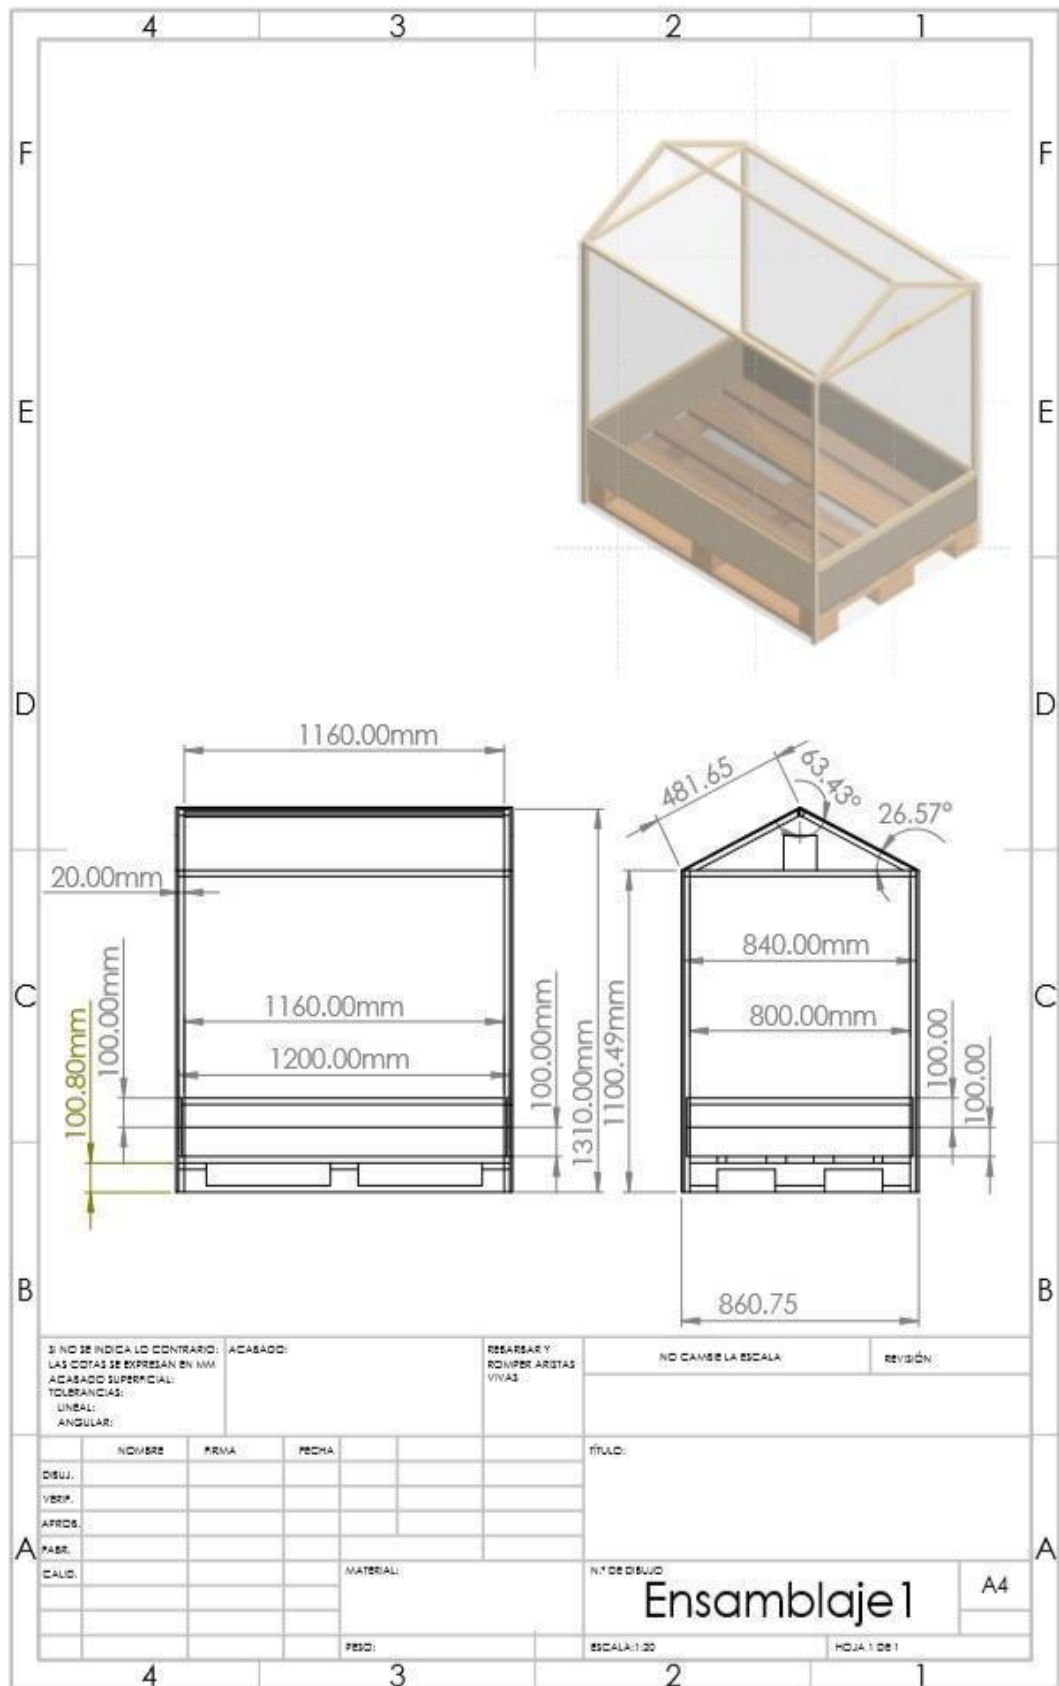 4 3 2 1
F F
E E
D D
C C
B B
A A
1160.00mm
20.00mm
100.00mm
100.80mm
1160.00mm
1200.00mm
100.00mm
1310.00mm
1100.49mm
481.65
63.43°
26.57°
840.00mm
800.00mm
100.00
100.00
860.75
SI NO SE INDICA LO CONTRARIO:
LAS COTAS SE EXPRESAN EN MM
ACABADO SUPERFICIAL:
TOLERANCIAS:
LINEAL:
ANGULAR:
ACABADO:
REBARBAR Y
ROMPER ARISTAS
VIVAS
NO CAMBIE LA ESCALA
REVISIÓN
NOMBRE FIRMA FECHA
TÍTULO:
DIBUJ.
VERIF.
APROB.
FABR.
CALID.
MATERIAL:
N.º DE DIBUJO
Ensamblaje1
A4
PESO:
ESCALA:1:20
HOJA 1 DE 1
4 3 2 1